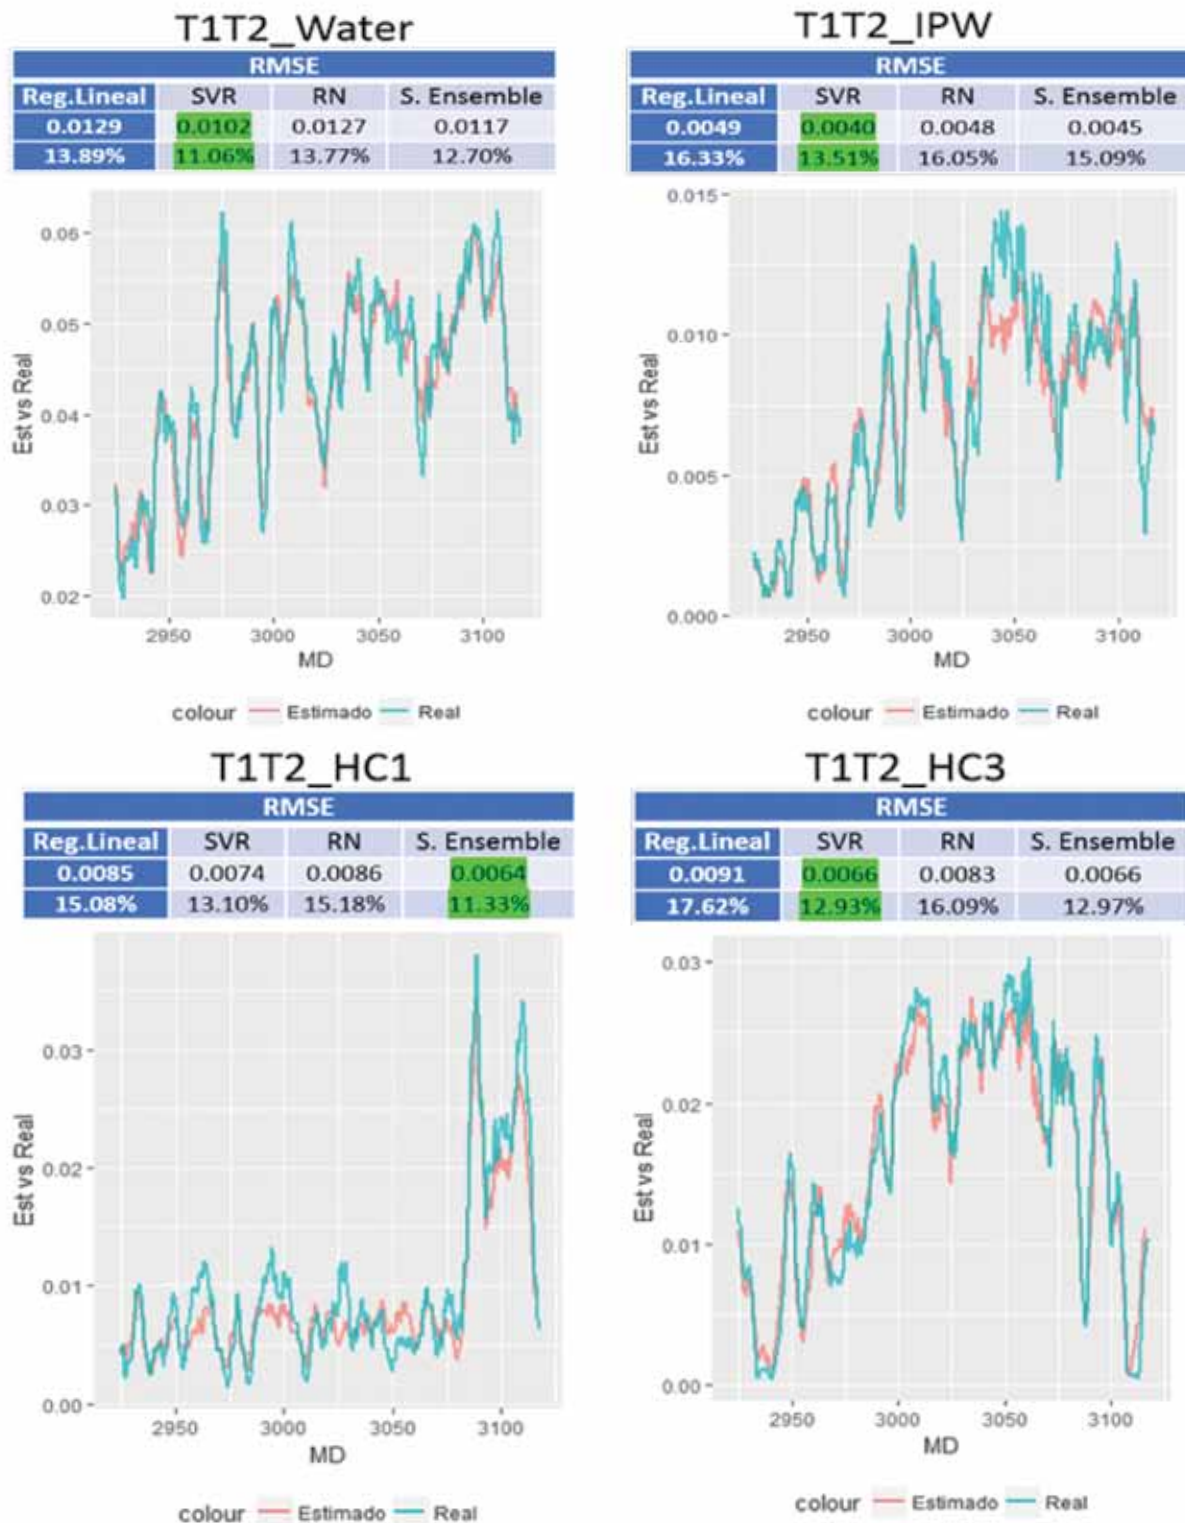 T1T2_Water
RMSE
Reg.Lineal SVR RN S. Ensemble
0.0129 0.0102 0.0127 0.0117
13.89% 11.06% 13.77% 12.70%
0.06
0.05
0.04
0.03
0.02
Est vs Real
2950 3000 3050 3100
MD
colour Estimado Real
T1T2_IPW
RMSE
Reg.Lineal SVR RN S. Ensemble
0.0049 0.0040 0.0048 0.0045
16.33% 13.51% 16.05% 15.09%
0.015
0.010
0.005
0.000
Est vs Real
2950 3000 3050 3100
MD
colour Estimado Real
T1T2_HC1
RMSE
Reg.Lineal SVR RN S. Ensemble
0.0085 0.0074 0.0086 0.0064
15.08% 13.10% 15.18% 11.33%
0.03
0.02
0.01
0.00
Est vs Real
2950 3000 3050 3100
MD
colour Estimado Real
T1T2_HC3
RMSE
Reg.Lineal SVR RN S. Ensemble
0.0091 0.0066 0.0083 0.0066
17.62% 12.93% 16.09% 12.97%
0.03
0.02
0.01
0.00
Est vs Real
2950 3000 3050 3100
MD
colour Estimado Real